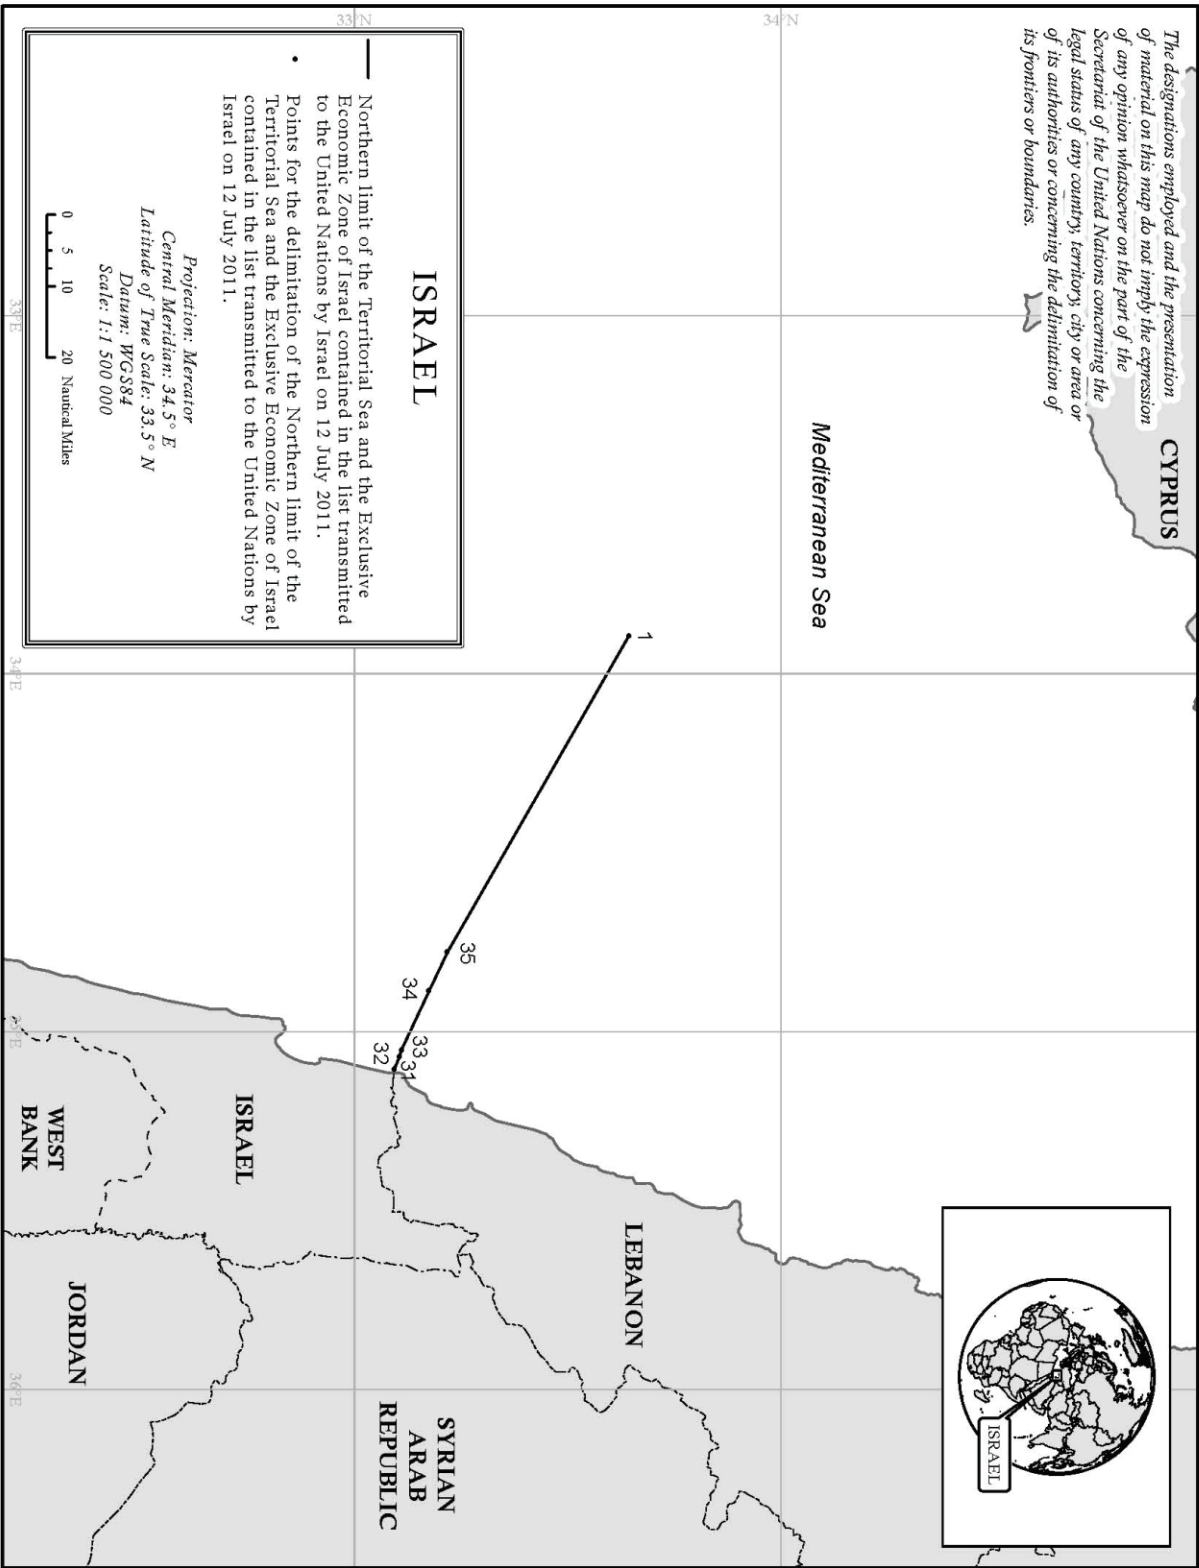 The designations employed and the presentation
of material on this map do not imply the expression
of any opinion whatsoever on the part of the
Secretariat of the United Nations concerning the
legal status of any country, territory, city or area or
of its authorities or concerning the delimitation of
its frontiers or boundaries.
CYPRUS
ISRAEL
34°N
Mediterranean Sea
1
35
34
33
31
32
LEBANON
SYRIAN
ARAB
REPUBLIC
ISRAEL
WEST
BANK
JORDAN
33°N
ISRAEL
Northern limit of the Territorial Sea and the Exclusive
Economic Zone of Israel contained in the list transmitted
to the United Nations by Israel on 12 July 2011.
Points for the delimitation of the Northern limit of the
Territorial Sea and the Exclusive Economic Zone of Israel
contained in the list transmitted to the United Nations by
Israel on 12 July 2011.
Projection: Mercator
Central Meridian: 34.5° E
Latitude of True Scale: 33.5° N
Datum: WGS84
Scale: 1:1 500 000
0 5 10 20 Nautical Miles
33°E
34°E
35°E
36°E